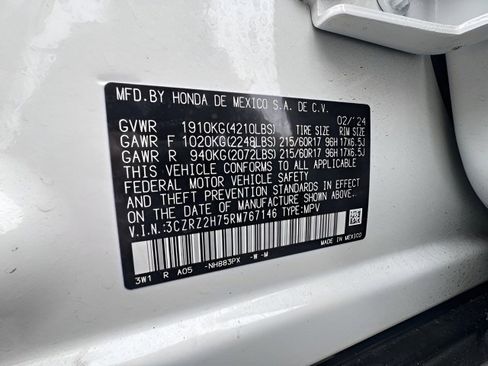 MFD.BY HONDA DE MEXICO S.A. DE C.V.
02/'24
GVWR 1910KG(4210LBS) TIRE SIZE RIM SIZE
GAWR F 1020KG(2248LBS) 215/60R17 96H 17X6.5J
GAWR R 940KG(2072LBS) 215/60R17 96H 17X6.5J
THIS VEHICLE CONFORMS TO ALL APPLICABLE
FEDERAL MOTOR VEHICLE SAFETY
AND THEFT PREVENTION STANDARDS IN EFFECT
ON THE DATE OF MANUFACTURE SHOWN ABOVE.
V.I.N.:3CZRZ2H75RM767146 TYPE:MPV
MADE IN MEXICO
3W1 R A05 -NH883PX -W -M